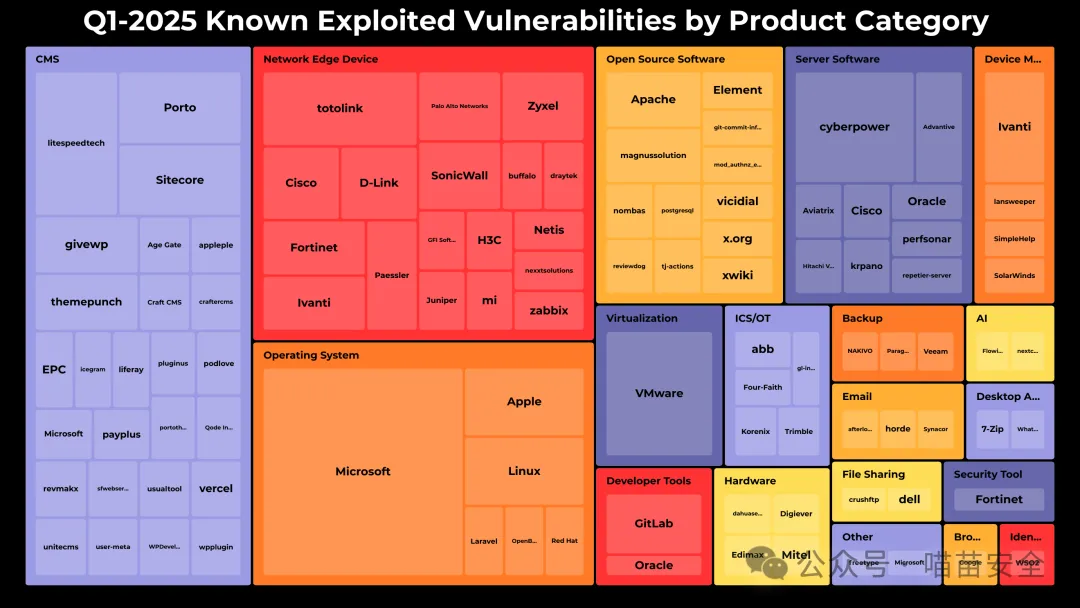 Q1-2025 Known Exploited Vulnerabilities by Product Category
CMS
litespeedtech
Porto
Sitecore
givewp
Age Gate
appleple
themepunch
Craft CMS
craftercms
EPC
icegram
liferay
pluginus
podlove
Microsoft
payplus
portoth...
Qode In...
revmakx
sfwebser...
usualtool
vercel
unitecms
user-meta
WPDevel...
wpplugin
Network Edge Device
totolink
Palo Alto Networks
Zyxel
Cisco
D-Link
SonicWall
buffalo
draytek
Fortinet
Paessler
GFI Soft...
H3C
Netis
nexxtsolutions
Ivanti
Juniper
mi
zabbix
Operating System
Microsoft
Apple
Linux
Laravel
OpenB...
Red Hat
Open Source Software
Apache
Element
git-commit-inf...
magnussolution
mod_authnz_e...
nombas
postgresql
vicidial
x.org
reviewdog
tj-actions
xwiki
Server Software
cyberpower
Advantive
Aviatrix
Cisco
Oracle
perfsonar
Hitachi V...
krpano
repetier-server
Device M...
Ivanti
lansweeper
SimpleHelp
SolarWinds
Virtualization
VMware
ICS/OT
abb
gl-in...
Four-Faith
Korenix
Trimble
Backup
NAKIVO
Parag...
Veeam
AI
Flowi...
nextc...
Email
afterlo...
horde
Synacor
Desktop A...
7-Zip
What...
Developer Tools
GitLab
Oracle
Hardware
dahuase...
Digiever
Edimax
Mitel
File Sharing
crushftp
dell
Security Tool
Fortinet
Other
freetype
Microsoft
Bro...
Google
Iden...
WSO2
公众号 喵苗安全